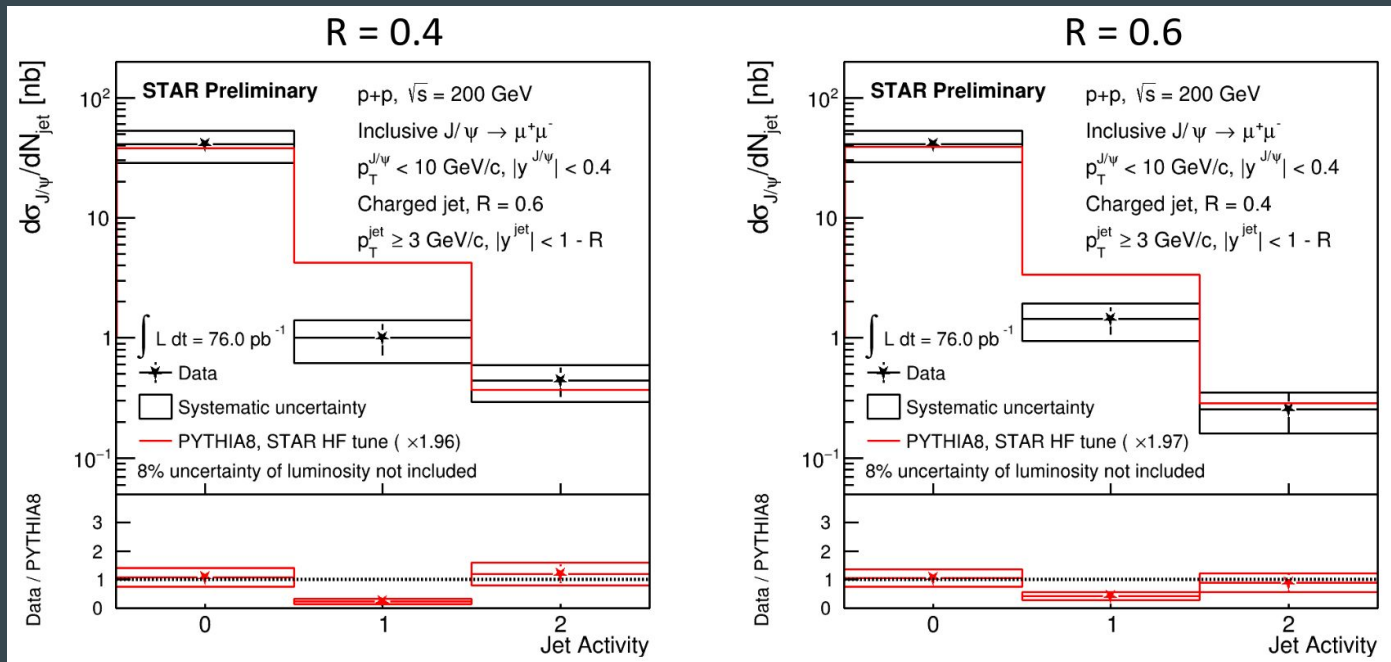 R = 0.4
dσ_J/ψ/dN_jet [nb]
10²
10
1
10⁻¹
STAR Preliminary
p+p, √s = 200 GeV
Inclusive J/ψ → μ⁺μ⁻
p_T^J/ψ < 10 GeV/c, |y^J/ψ| < 0.4
Charged jet, R = 0.6
p_T^jet ≥ 3 GeV/c, |y^jet| < 1 - R
∫ L dt = 76.0 pb⁻¹
Data
Systematic uncertainty
PYTHIA8, STAR HF tune ( ×1.96)
8% uncertainty of luminosity not included
Data / PYTHIA8
3
2
1
0
0 1 2
Jet Activity
R = 0.6
dσ_J/ψ/dN_jet [nb]
10²
10
1
10⁻¹
STAR Preliminary
p+p, √s = 200 GeV
Inclusive J/ψ → μ⁺μ⁻
p_T^J/ψ < 10 GeV/c, |y^J/ψ| < 0.4
Charged jet, R = 0.4
p_T^jet ≥ 3 GeV/c, |y^jet| < 1 - R
∫ L dt = 76.0 pb⁻¹
Data
Systematic uncertainty
PYTHIA8, STAR HF tune ( ×1.97)
8% uncertainty of luminosity not included
Data / PYTHIA8
3
2
1
0
0 1 2
Jet Activity